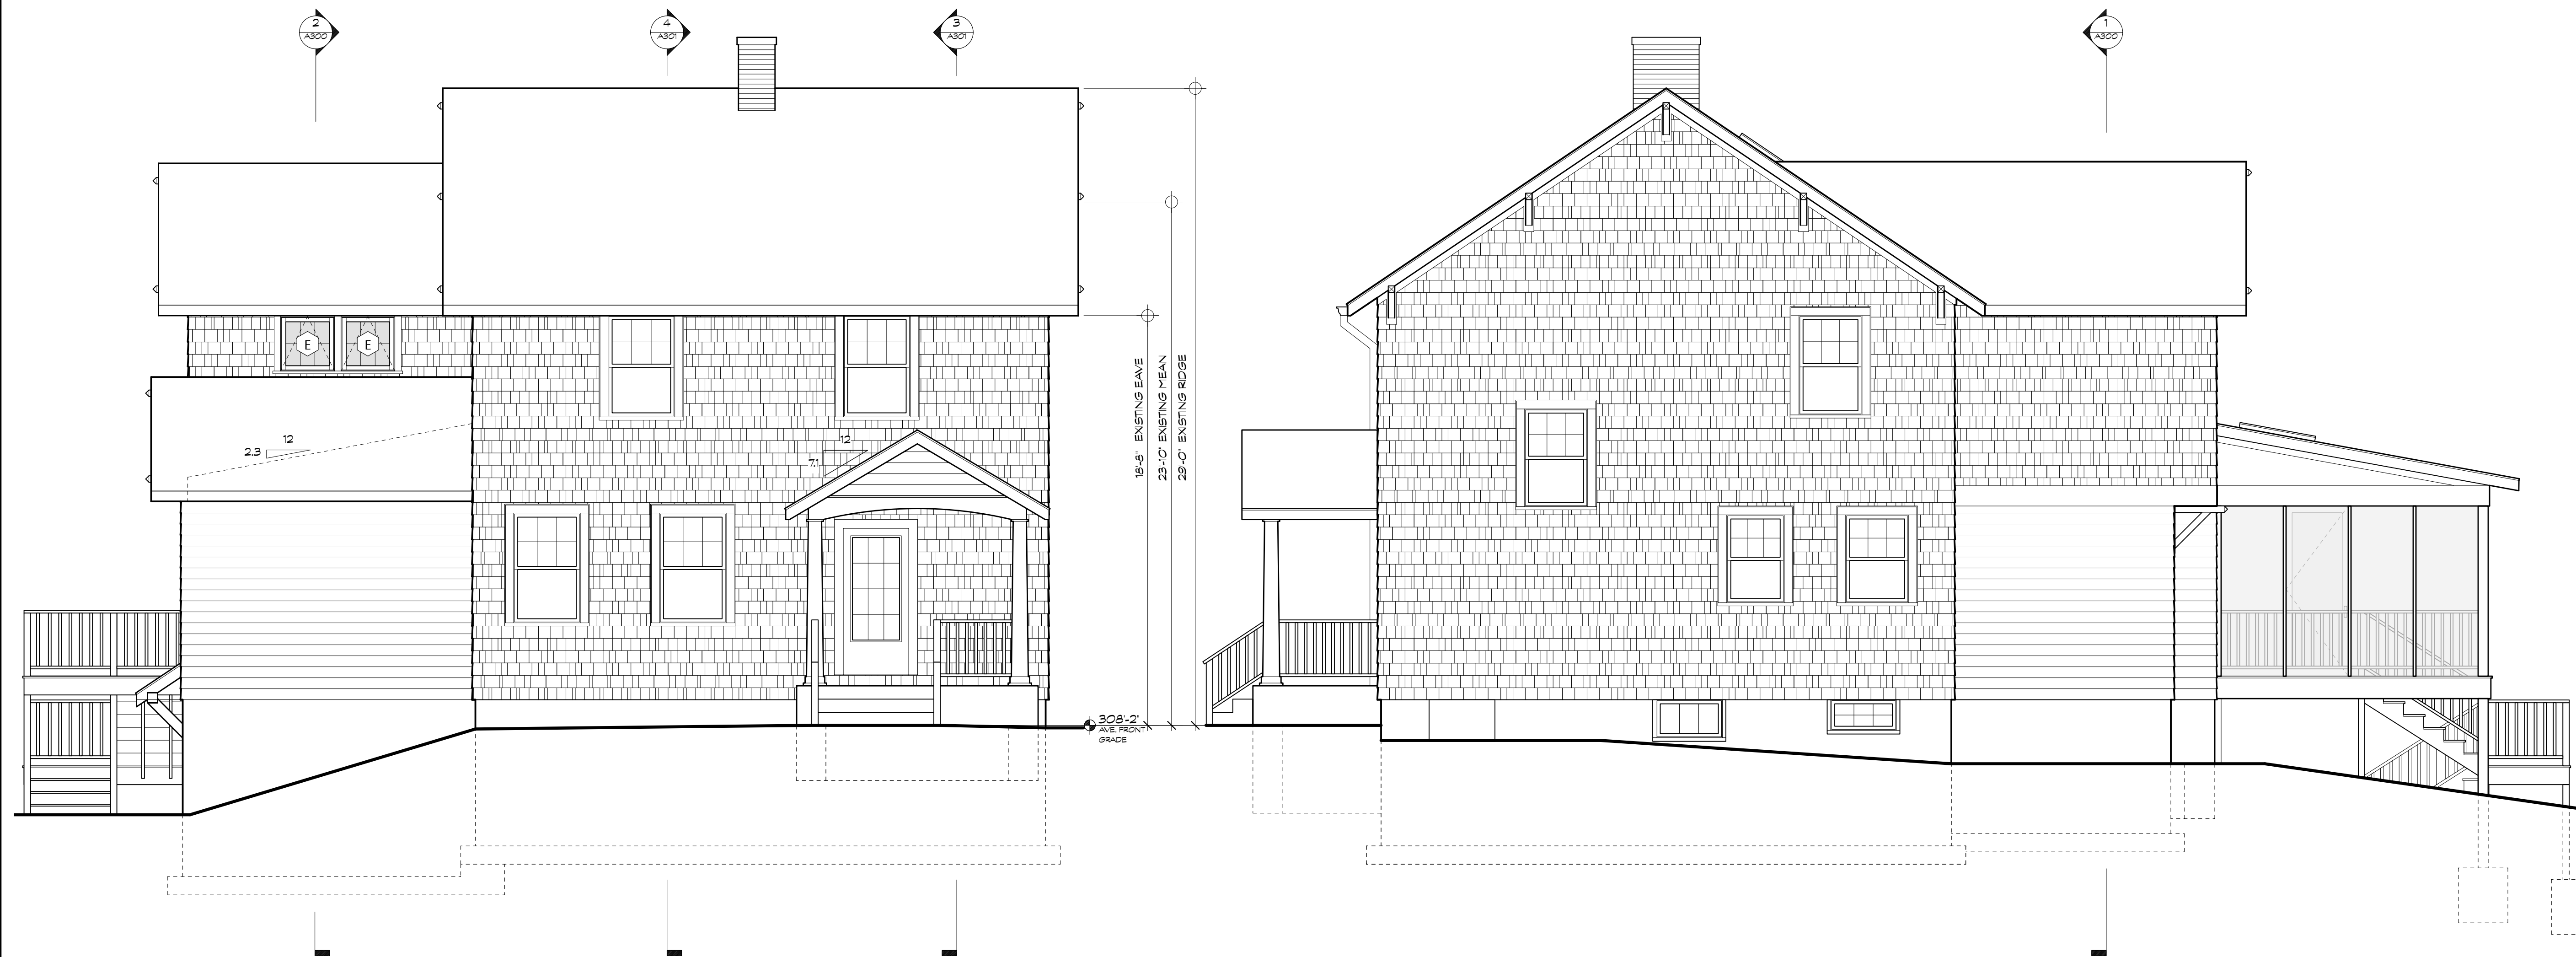 2
A300
4
A301
3
A301
1
A300
E
E
12
2.3
12
7.1
18'-8" EXISTING EAVE
23'-10" EXISTING MEAN
29'-0" EXISTING RIDGE
308'-2"
AVE. FRONT
GRADE